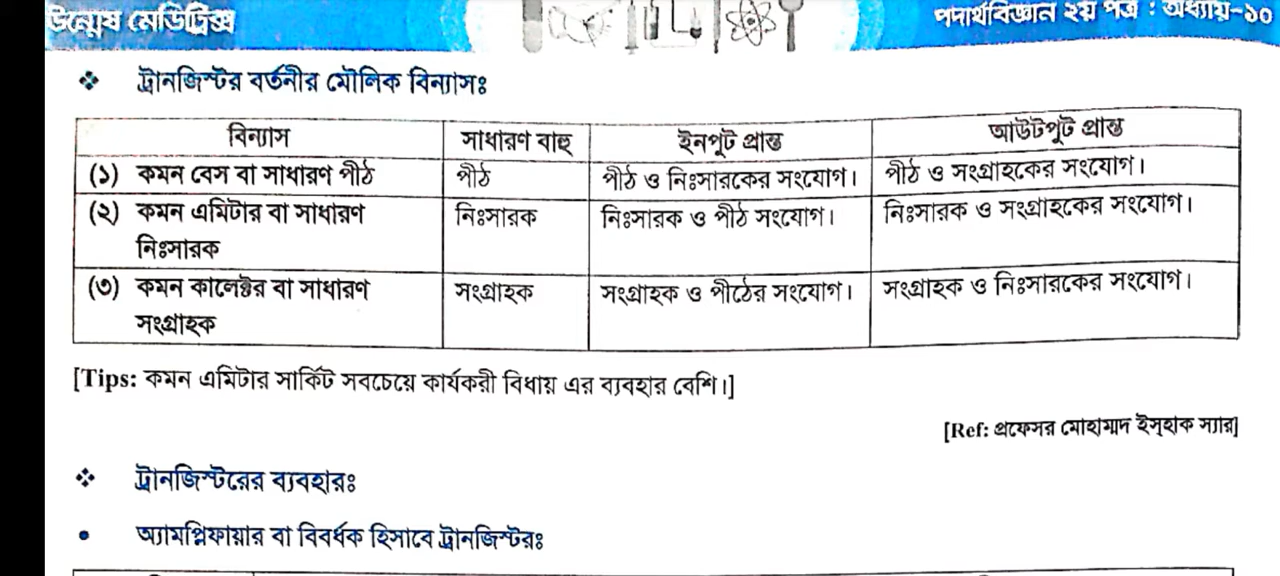 উন্মেষ মেডিট্রিক্স
পদার্থবিজ্ঞান ২য় পত্র : অধ্যায়-১০
❖ ট্রানজিস্টর বর্তনীর মৌলিক বিন্যাসঃ
বিন্যাস সাধারণ বাহু ইনপুট প্রান্ত আউটপুট প্রান্ত
(১) কমন বেস বা সাধারণ পীঠ পীঠ পীঠ ও নিঃসারকের সংযোগ। পীঠ ও সংগ্রাহকের সংযোগ।
(২) কমন এমিটার বা সাধারণ নিঃসারক নিঃসারক ও পীঠ সংযোগ। নিঃসারক ও সংগ্রাহকের সংযোগ।
নিঃসারক
(৩) কমন কালেক্টর বা সাধারণ সংগ্রাহক সংগ্রাহক ও পীঠের সংযোগ। সংগ্রাহক ও নিঃসারকের সংযোগ।
সংগ্রাহক
[Tips: কমন এমিটার সার্কিট সবচেয়ে কার্যকরী বিধায় এর ব্যবহার বেশি।]
[Ref: প্রফেসর মোহাম্মদ ইস্‌হাক স্যার]
❖ ট্রানজিস্টরের ব্যবহারঃ
• অ্যামপ্লিফায়ার বা বিবর্ধক হিসাবে ট্রানজিস্টরঃ